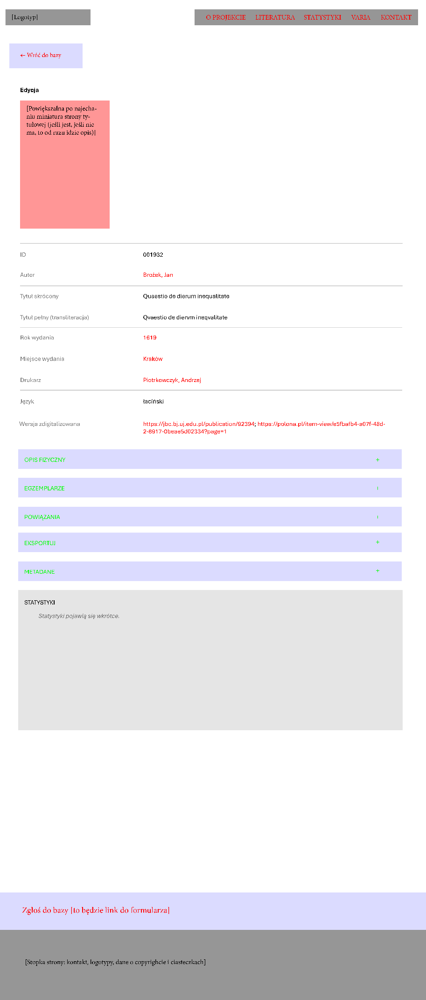 [Logotyp]
O PROJEKCIE LITERATURA STATYSTYKI VARIA KONTAKT
← Wróć do bazy
Edycja
[Powiększalna po najecha-
niu miniatura strony ty-
tułowej (jeśli jest, jeśli nie
ma, to od razu idzie opis)]
ID 001932
Autor Brożek, Jan
Tytuł skrócony Quaestio de dierum inequalitate
Tytuł pełny (transliteracja) Qvaestio de diervm ineqvalitate
Rok wydania 1619
Miejsce wydania Kraków
Drukarz Piotrkowczyk, Andrzej
Język łaciński
Wersja zdigitalizowana https://jbc.bj.uj.edu.pl/publication/92394; https://polona.pl/item-view/e5fbafb4-a07f-48d-
2-8917-0beae5d02334?page=1
OPIS FIZYCZNY +
EGZEMPLARZE +
POWIĄZANIA +
EKSPORTUJ +
METADANE +
STATYSTYKI
Statystyki pojawią się wkrótce.
Zgłoś do bazy [to będzie link do formularza]
[Stopka strony: kontakt, logotypy, dane o copyrighcie i ciasteczkach]